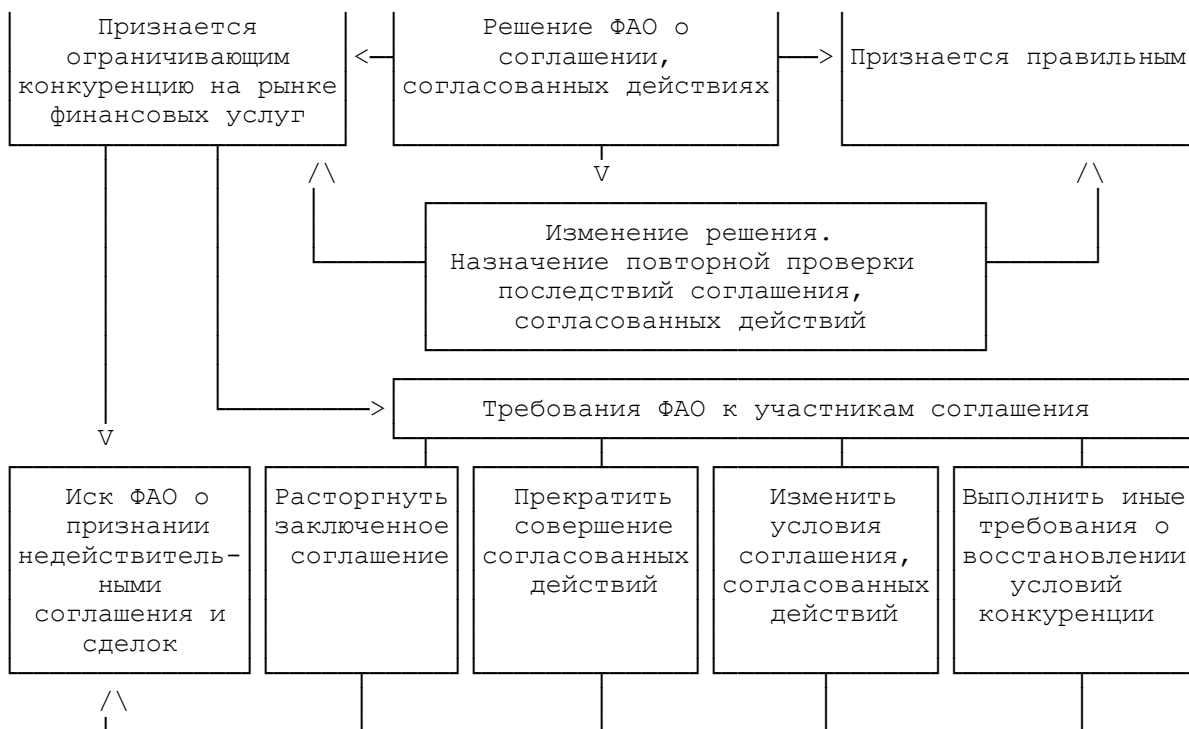 Признается
ограничивающим
конкуренцию на рынке
финансовых услуг
Решение ФАО о
соглашении,
согласованных действиях
Признается правильным
Изменение решения.
Назначение повторной проверки
последствий соглашения,
согласованных действий
Требования ФАО к участникам соглашения
Иск ФАО о
признании
недействитель-
ными
соглашения и
сделок
Расторгнуть
заключенное
соглашение
Прекратить
совершение
согласованных
действий
Изменить
условия
соглашения,
согласованных
действий
Выполнить иные
требования о
восстановлении
условий
конкуренции